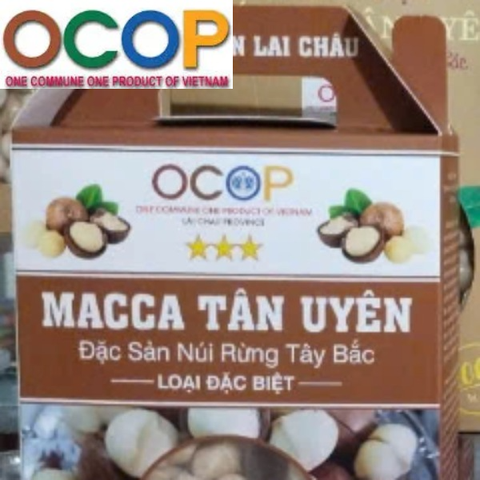 OCOP
ONE COMMUNE ONE PRODUCT OF VIETNAM
N LAI CHÂU
OCOP
ONE COMMUNE ONE PRODUCT OF VIETNAM
LAI CHAU PROVINCE
MACCA TÂN UYÊN
Đặc Sản Núi Rừng Tây Bắc
LOẠI ĐẶC BIỆT